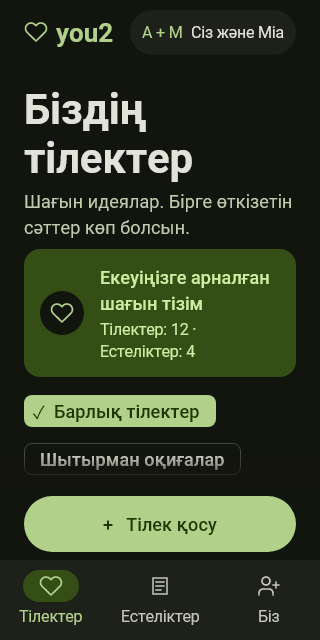 you2
A + M Сіз және Mia
Біздің
тілектер
Шағын идеялар. Бірге өткізетін
сәттер көп болсын.
Екеуіңізге арналған
шағын тізім
Тілектер: 12 ·
Естеліктер: 4
✓ Барлық тілектер
Шытырман оқиғалар
+ Тілек қосу
Тілектер
Естеліктер
Біз